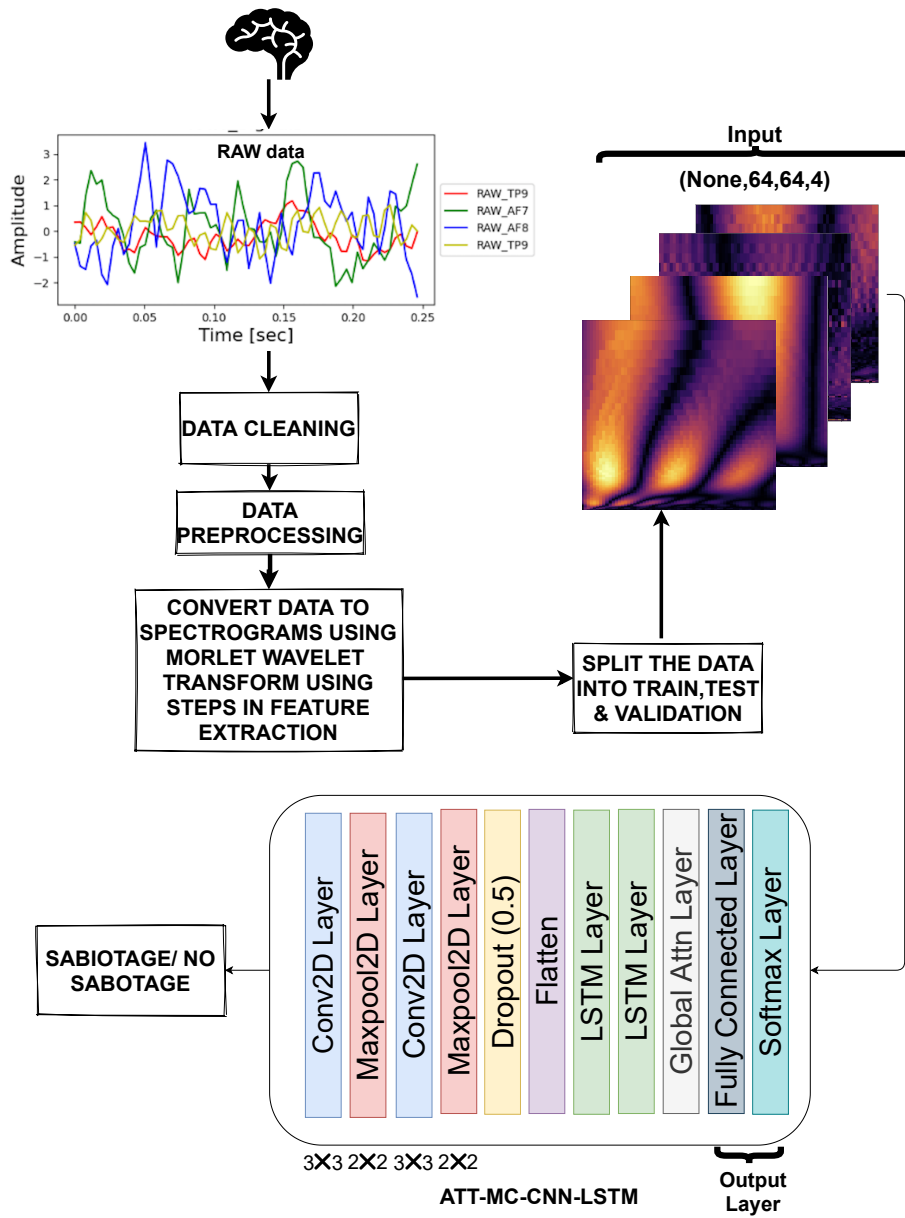 RAW data
Amplitude
3
2
1
0
−1
−2
0.00 0.05 0.10 0.15 0.20 0.25
Time [sec]
RAW_TP9
RAW_AF7
RAW_AF8
RAW_TP9
Input
(None,64,64,4)
DATA CLEANING
DATA
PREPROCESSING
CONVERT DATA TO
SPECTROGRAMS USING
MORLET WAVELET
TRANSFORM USING
STEPS IN FEATURE
EXTRACTION
SPLIT THE DATA
INTO TRAIN,TEST
& VALIDATION
Conv2D Layer
Maxpool2D Layer
Conv2D Layer
Maxpool2D Layer
Dropout (0.5)
Flatten
LSTM Layer
LSTM Layer
Global Attn Layer
Fully Connected Layer
Softmax Layer
SABIOTAGE/ NO
SABOTAGE
3✕3 2✕2 3✕3 2✕2
ATT-MC-CNN-LSTM
Output
Layer